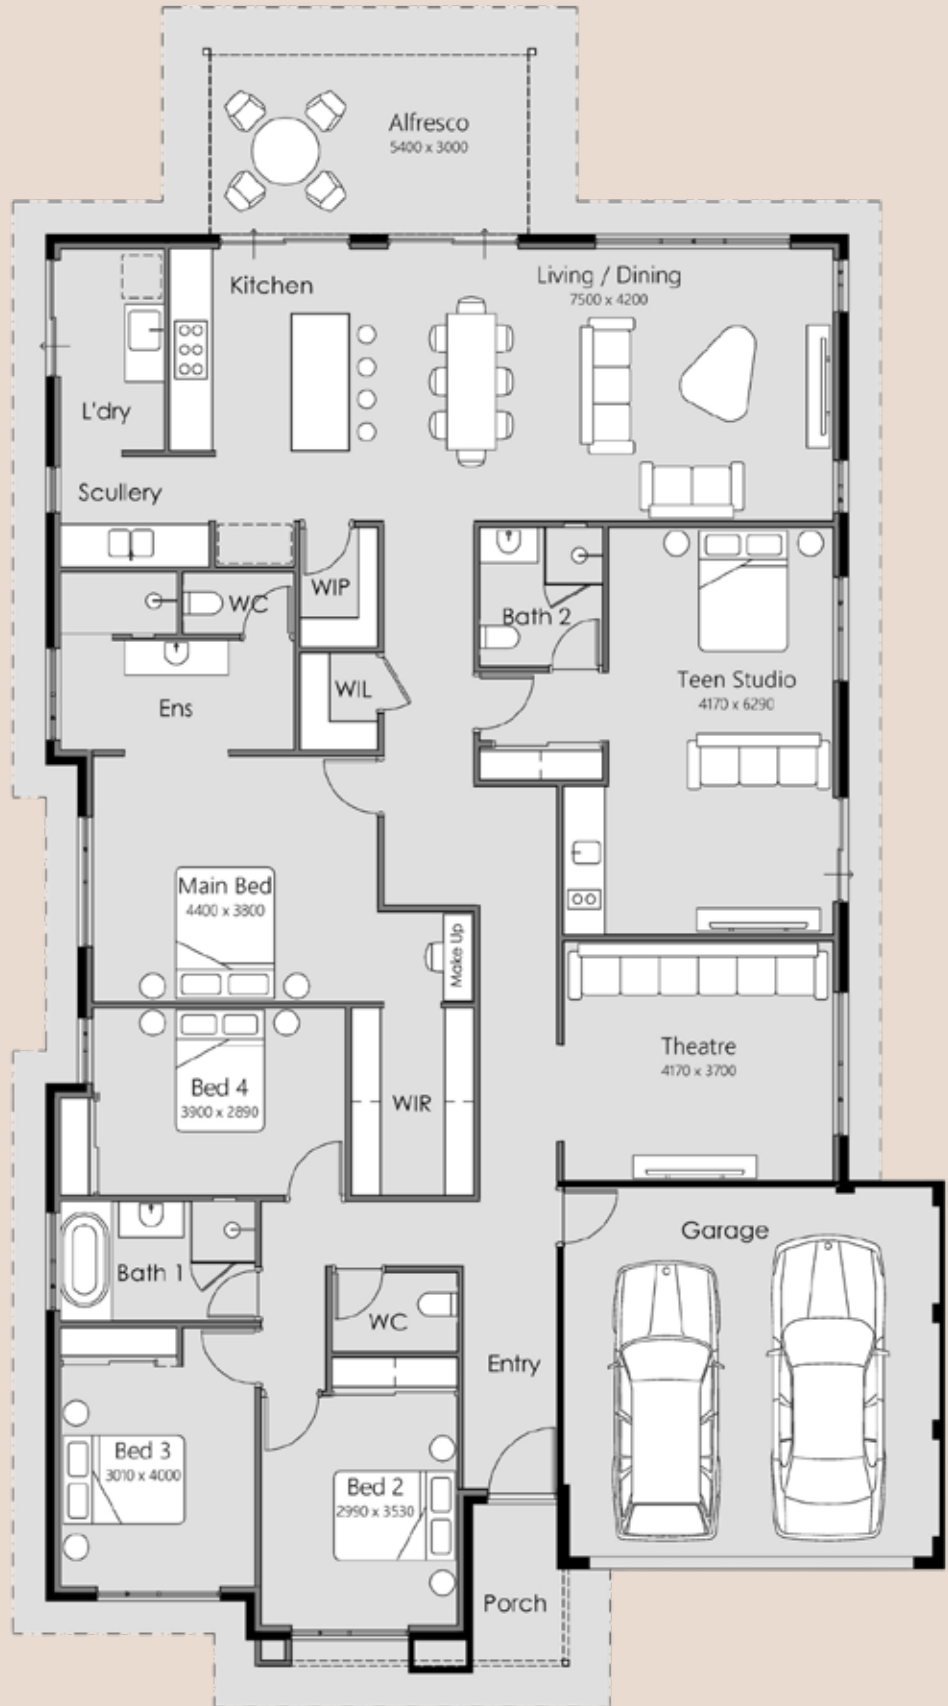 Alfresco
5400 x 3000
Kitchen
Living / Dining
7500 x 4200
L'dry
Scullery
WIP
WC
Bath 2
WIL
Ens
Teen Studio
4170 x 6290
Main Bed
4400 x 3800
Make Up
Theatre
4170 x 3700
Bed 4
3900 x 2890
WIR
Garage
Bath 1
WC
Entry
Bed 3
3010 x 4000
Bed 2
2990 x 3530
Porch